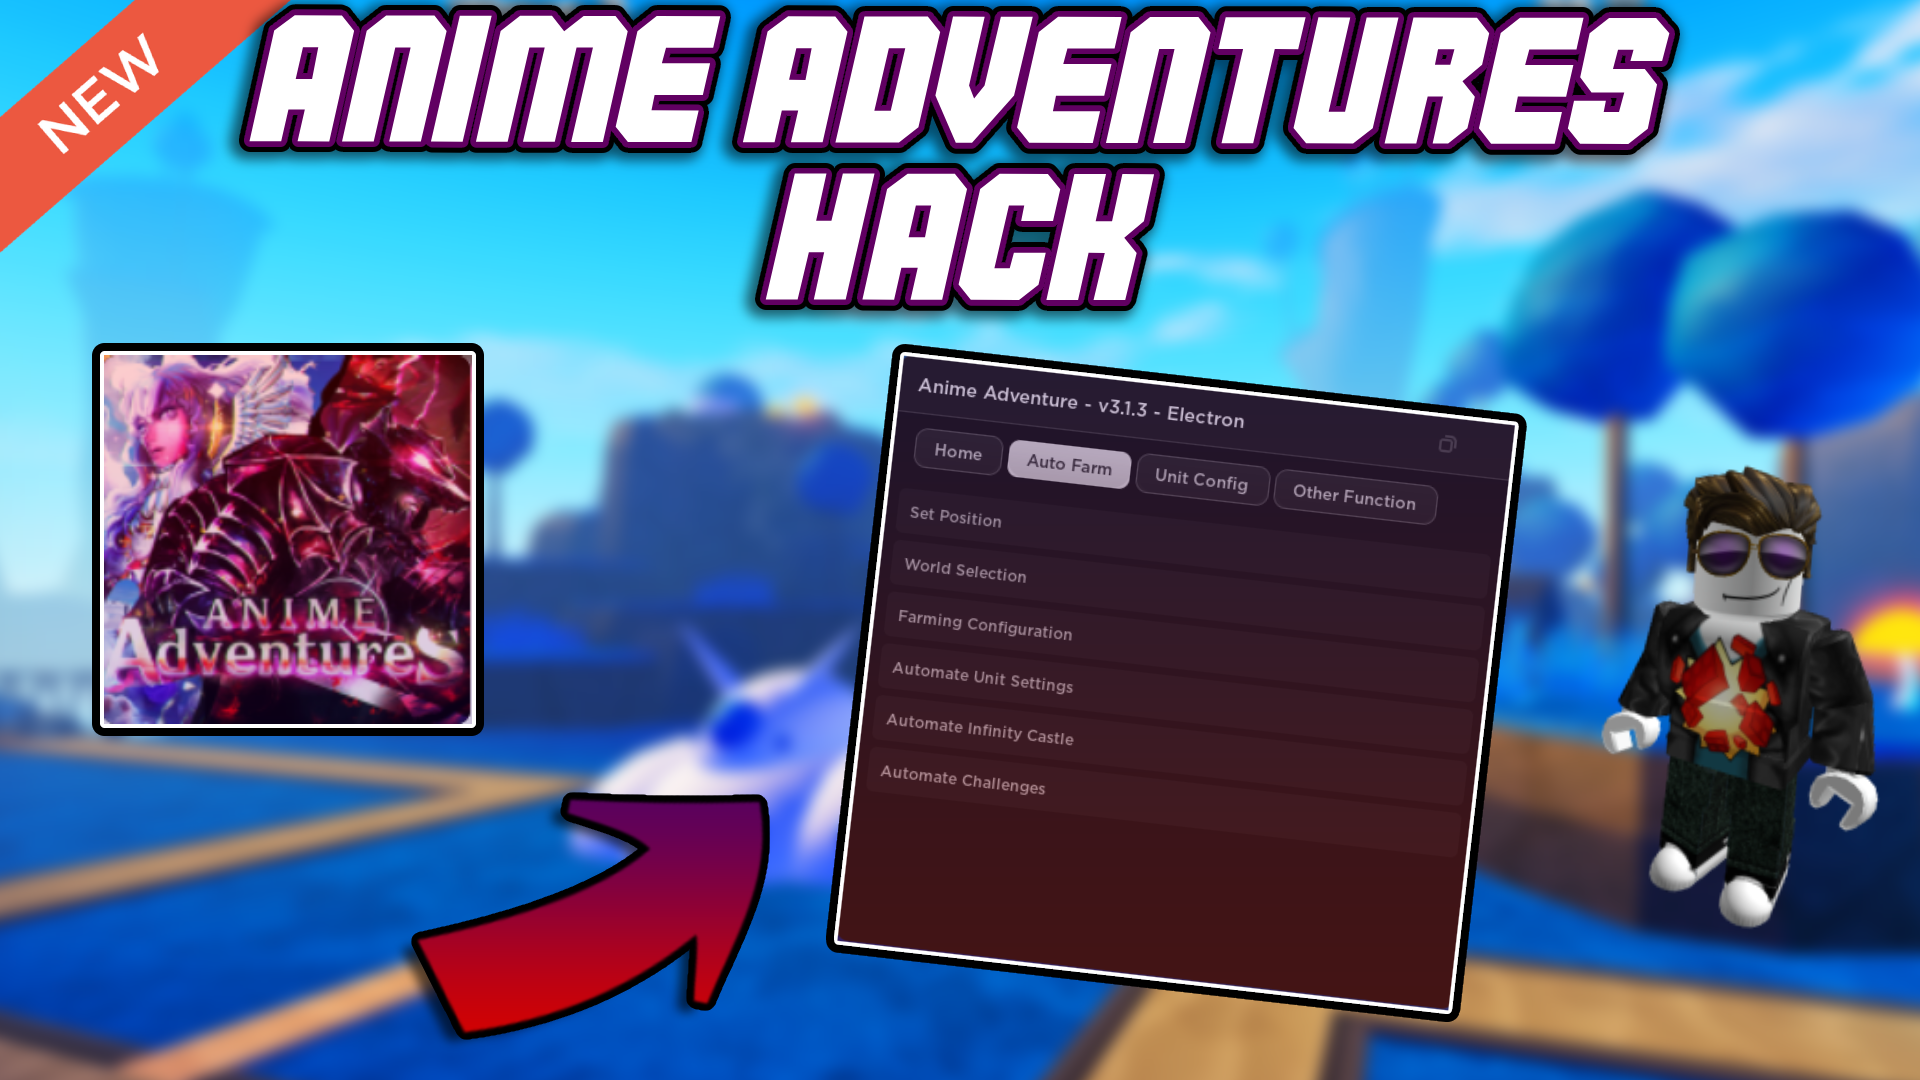 NEW
ANIME ADVENTURES
HACK
ANIME
AdventureS
Anime Adventure - v3.1.3 - Electron
Home
Auto Farm
Unit Config
Other Function
Set Position
World Selection
Farming Configuration
Automate Unit Settings
Automate Infinity Castle
Automate Challenges